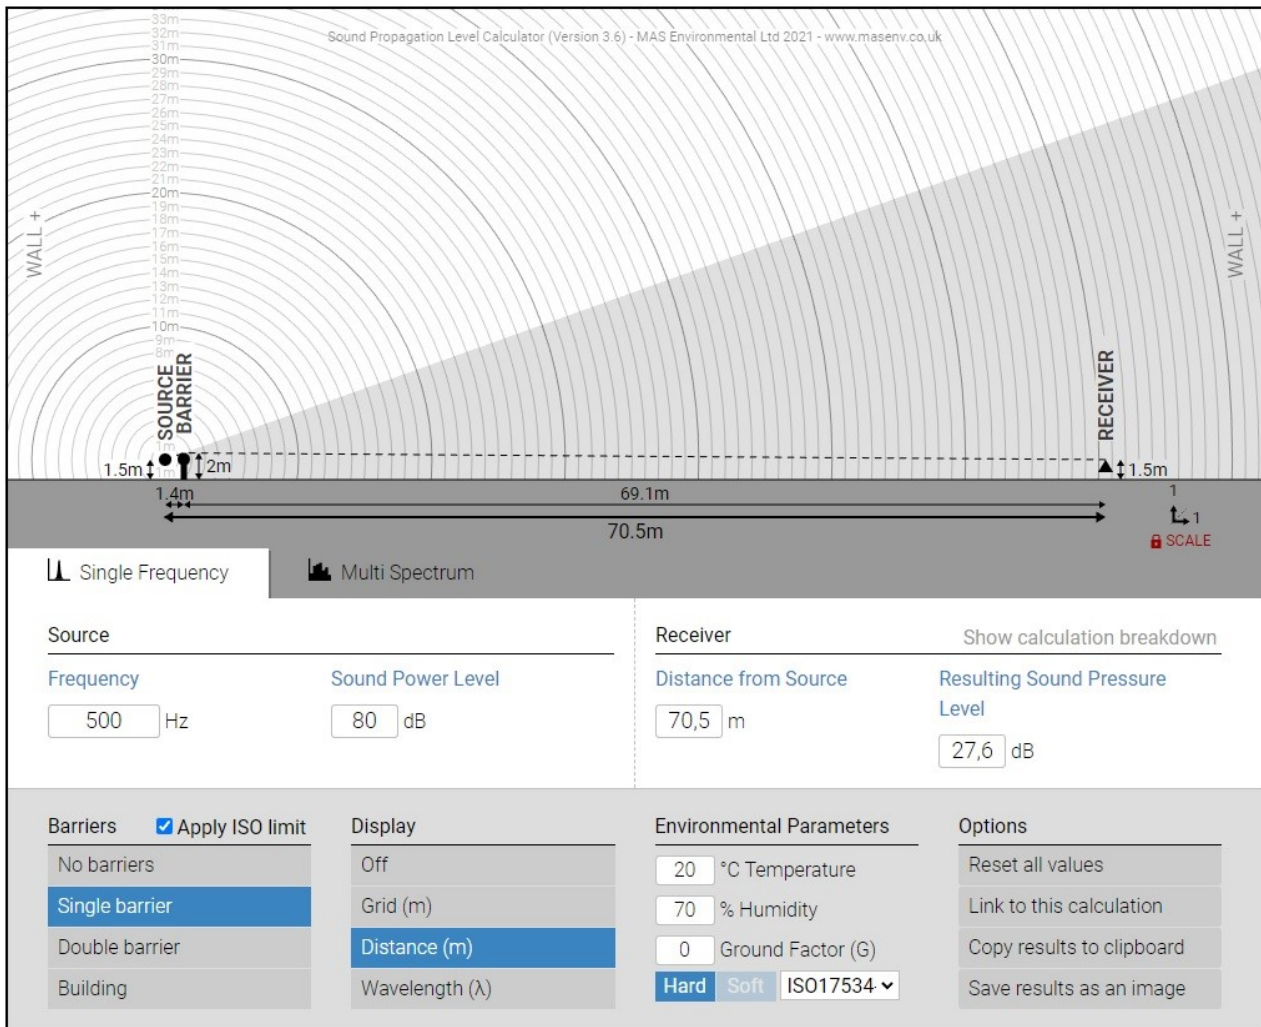 33m
32m
31m
30m
29m
28m
27m
26m
25m
24m
23m
22m
21m
20m
19m
18m
17m
16m
15m
14m
13m
12m
11m
10m
9m
8m
1m
1m
Sound Propagation Level Calculator (Version 3.6) - MAS Environmental Ltd 2021 - www.masenv.co.uk
WALL +
WALL +
SOURCE
BARRIER
RECEIVER
1.5m
2m
1.5m
1.4m
69.1m
70.5m
1
1
SCALE
Single Frequency
Multi Spectrum
Source
Frequency
Sound Power Level
500 Hz
80 dB
Receiver
Show calculation breakdown
Distance from Source
Resulting Sound Pressure
Level
70,5 m
27,6 dB
Barriers
Apply ISO limit
No barriers
Single barrier
Double barrier
Building
Display
Off
Grid (m)
Distance (m)
Wavelength (λ)
Environmental Parameters
20 °C Temperature
70 % Humidity
0 Ground Factor (G)
Hard Soft ISO17534-
Options
Reset all values
Link to this calculation
Copy results to clipboard
Save results as an image